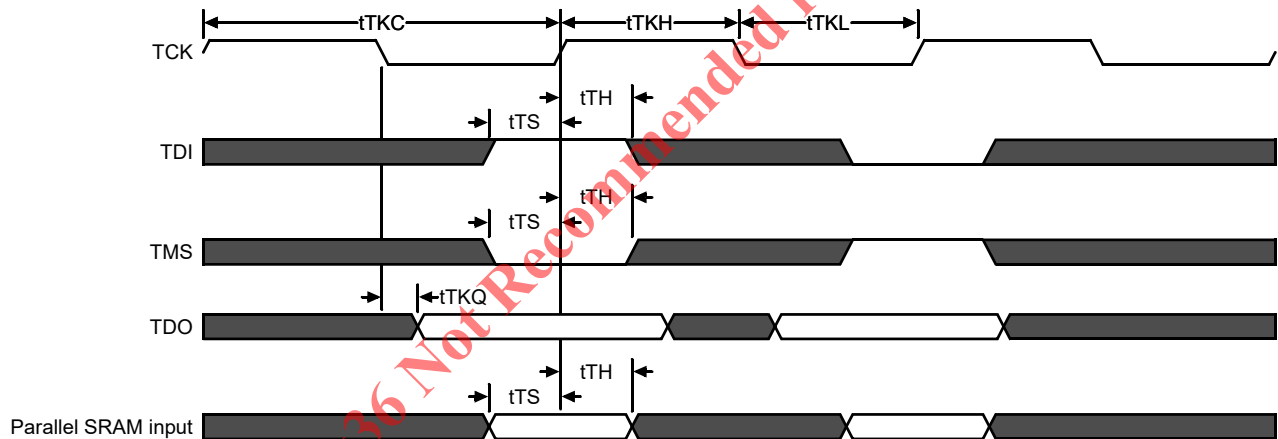 tTKC tTKH tTKL
TCK
tTH
tTS
TDI
tTH
tTS
TMS
tTKQ
TDO
tTH
tTS
Parallel SRAM input
36 Not Recommended